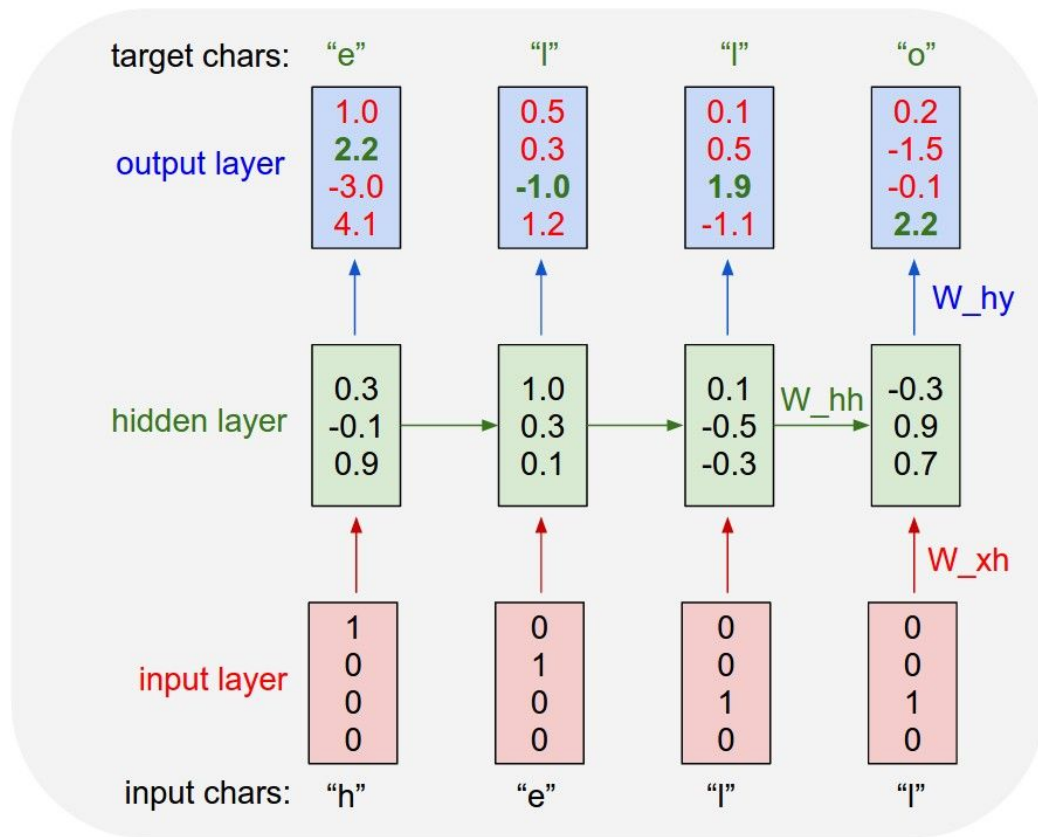 target chars: “e” “l” “l” “o”
1.0 0.5 0.1 0.2
2.2 0.3 0.5 -1.5
output layer
-3.0 -1.0 1.9 -0.1
4.1 1.2 -1.1 2.2
W_hy
0.3 1.0 0.1 -0.3
W_hh
hidden layer -0.1 0.3 -0.5 0.9
0.9 0.1 -0.3 0.7
W_xh
1 0 0 0
0 1 0 0
input layer
0 0 1 1
0 0 0 0
input chars: “h” “e” “l” “l”